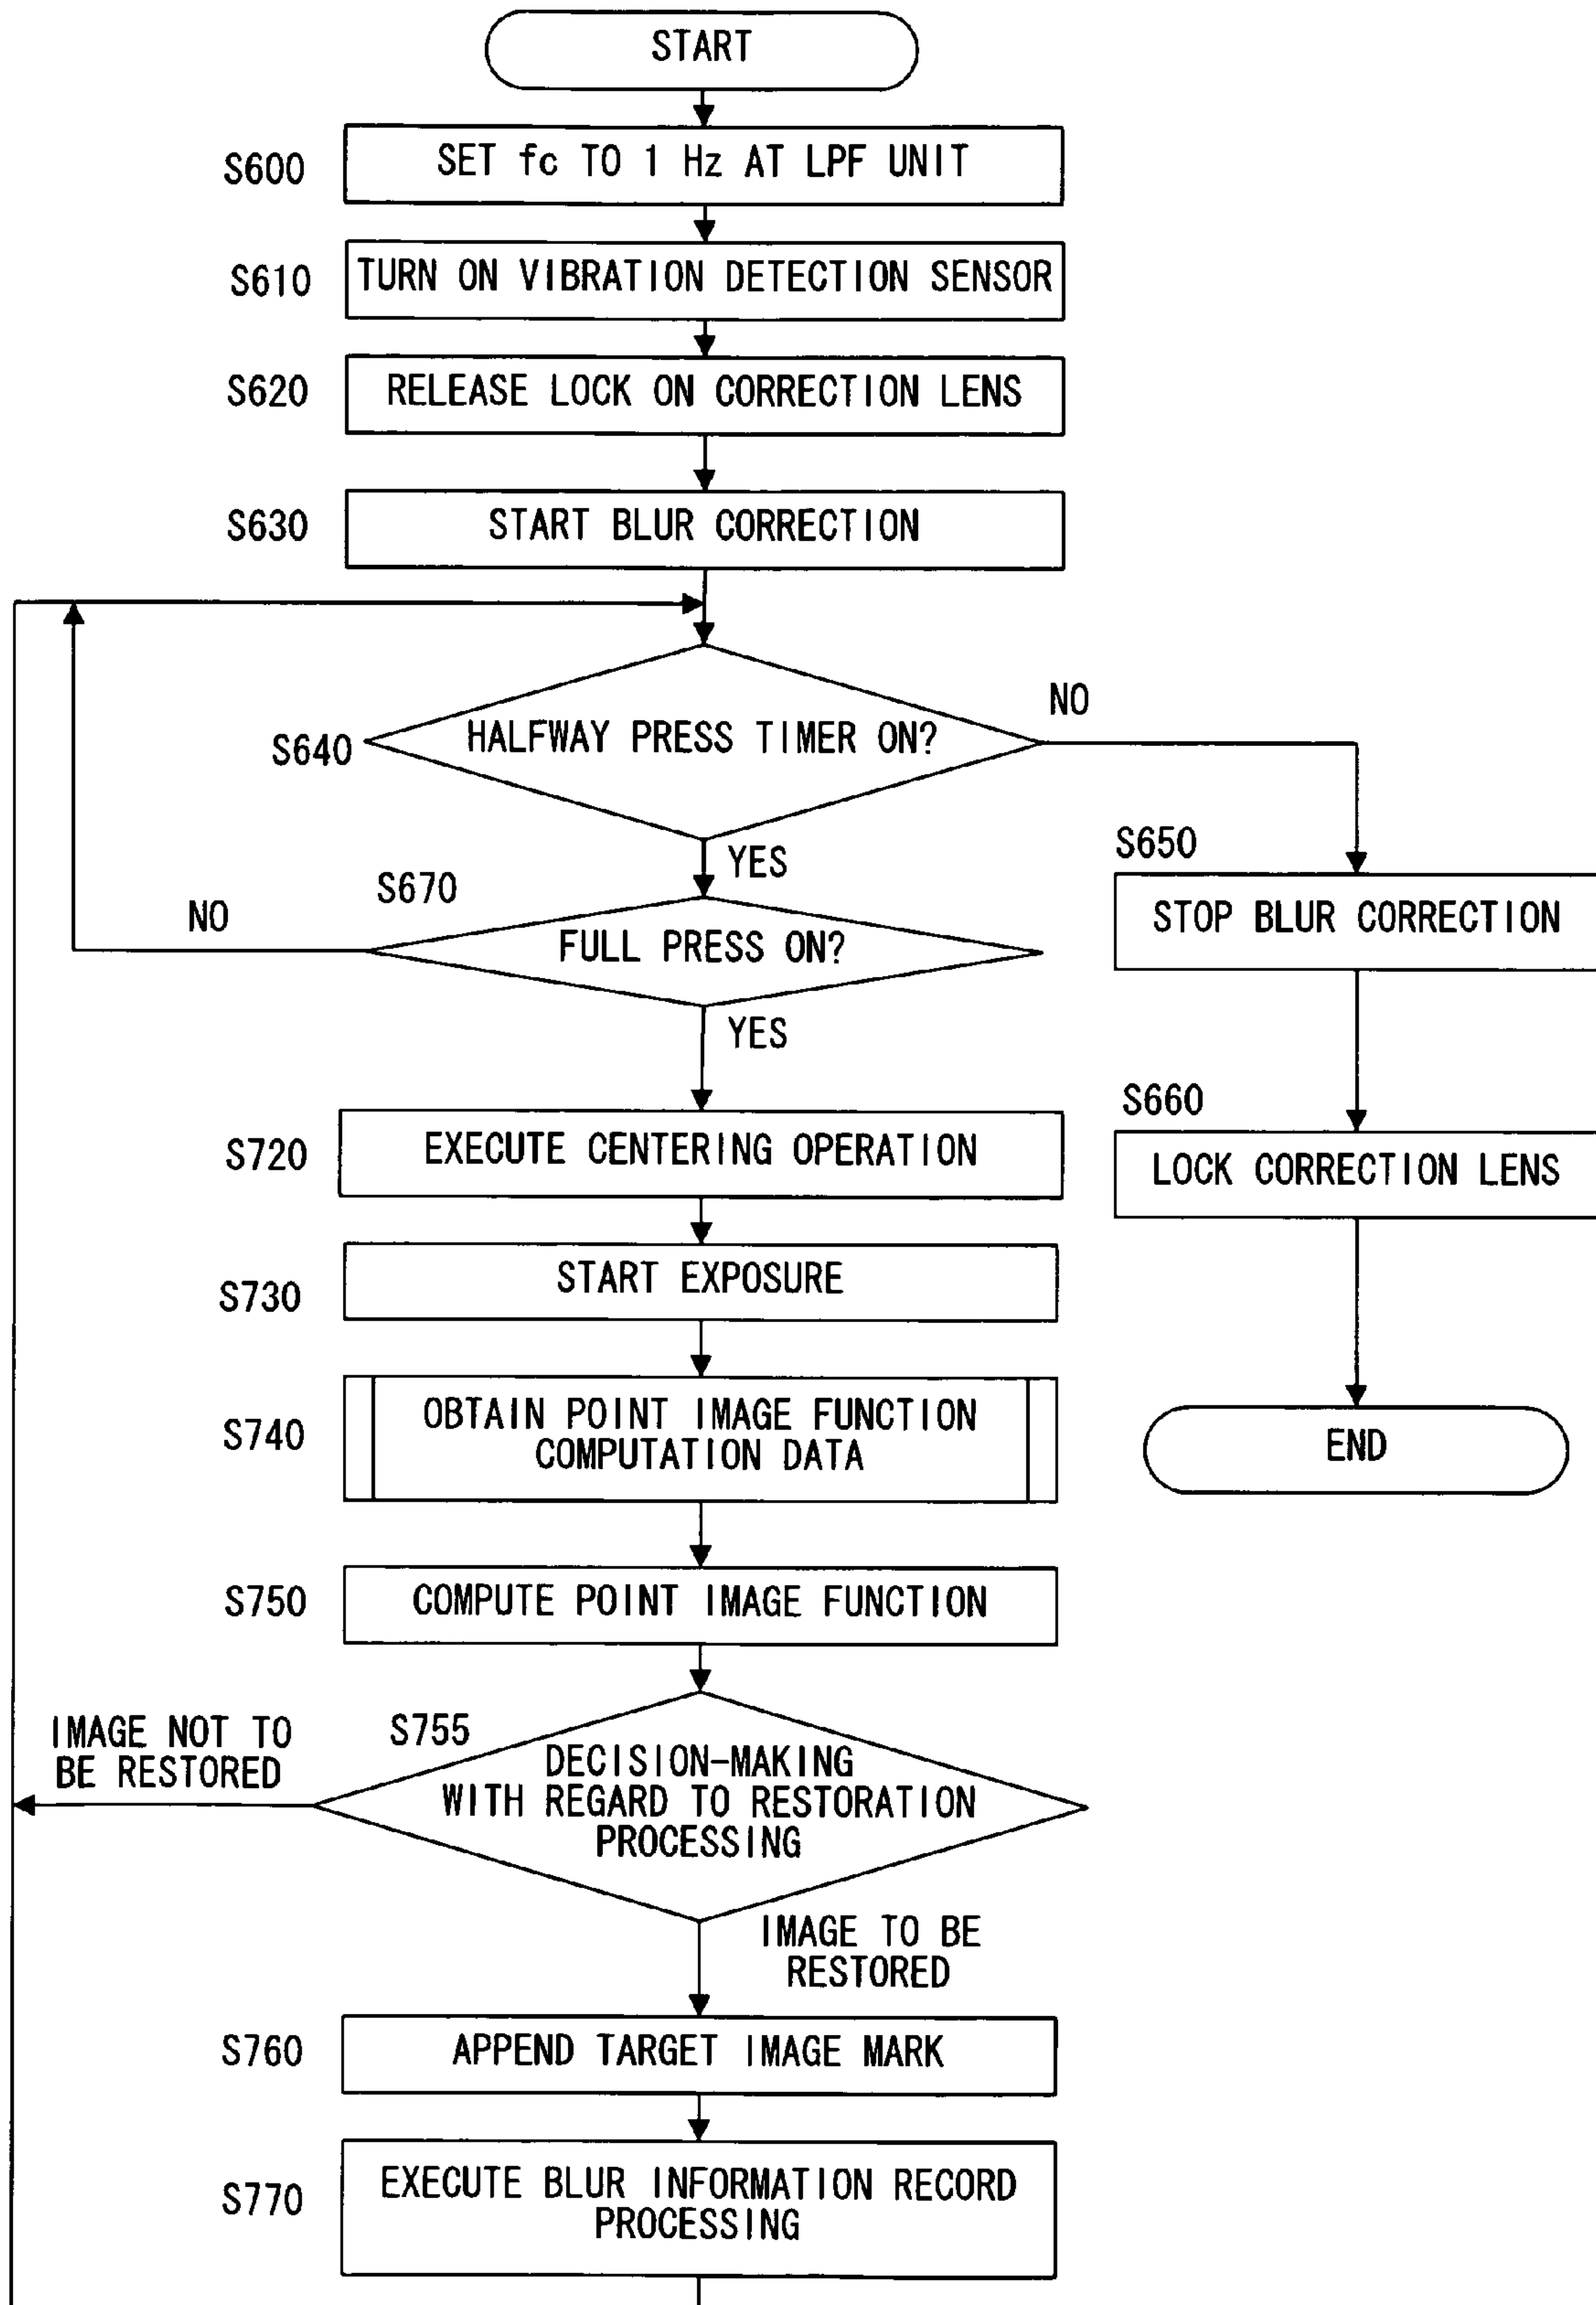 START
S600
SET fc TO 1 Hz AT LPF UNIT
S610
TURN ON VIBRATION DETECTION SENSOR
S620
RELEASE LOCK ON CORRECTION LENS
S630
START BLUR CORRECTION
S640
HALFWAY PRESS TIMER ON?
NO
YES
S650
STOP BLUR CORRECTION
S660
LOCK CORRECTION LENS
END
S670
FULL PRESS ON?
NO
YES
S720
EXECUTE CENTERING OPERATION
S730
START EXPOSURE
S740
OBTAIN POINT IMAGE FUNCTION
COMPUTATION DATA
S750
COMPUTE POINT IMAGE FUNCTION
S755
DECISION-MAKING
WITH REGARD TO RESTORATION
PROCESSING
IMAGE NOT TO
BE RESTORED
IMAGE TO BE
RESTORED
S760
APPEND TARGET IMAGE MARK
S770
EXECUTE BLUR INFORMATION RECORD
PROCESSING